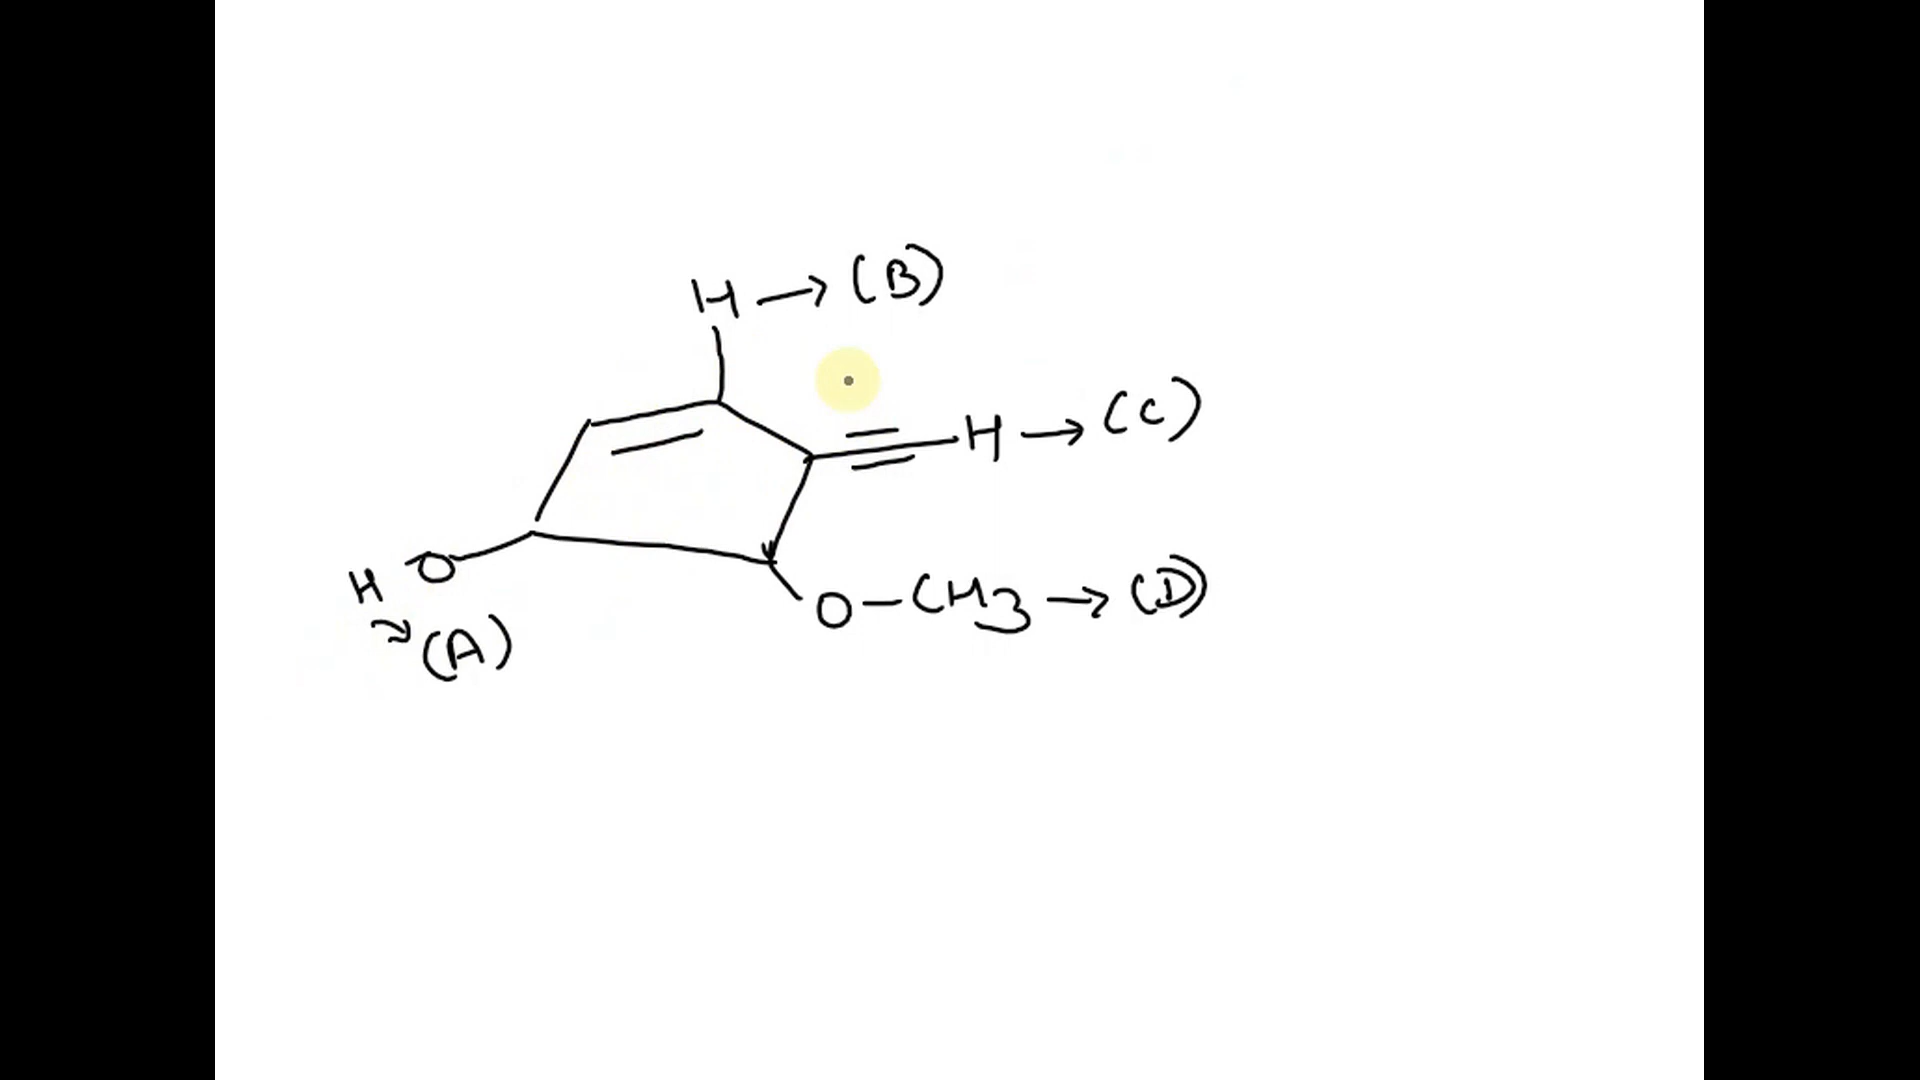 H → (B)
≡ H → (C)
H O
(A)
O - CH3 → (D)